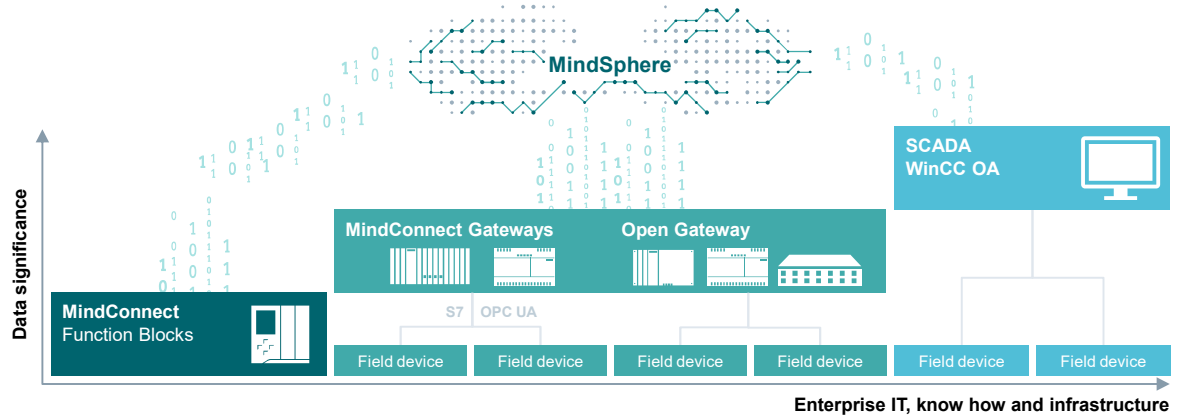 MindSphere
SCADA
WinCC OA
MindConnect Gateways
Open Gateway
Data significance
MindConnect
Function Blocks
S7
OPC UA
Field device
Field device
Field device
Field device
Field device
Field device
Enterprise IT, know how and infrastructure